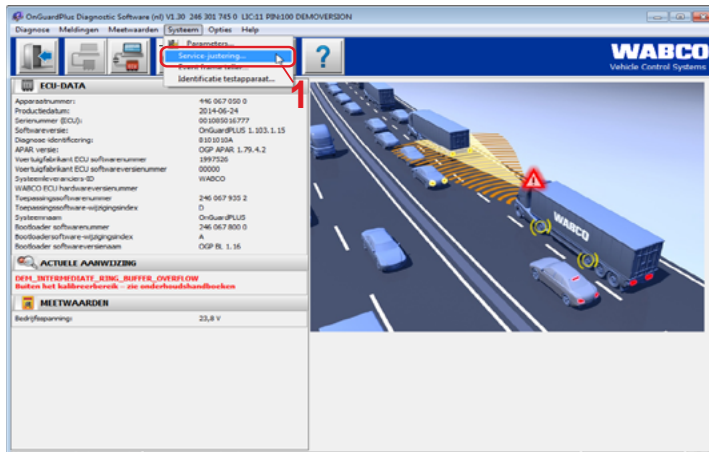 OnGuardPlus Diagnostic Software (nl) V1.30 246 301 745 0 LIC:11 PIN:100 DEMOVERSION
Diagnose Meldingen Meetwaarden Systeem Opties Help
Parameters...
Service-justering...
Event frame teller...
Identificatie testapparaat...
1
?
WABCO
Vehicle Control Systems
ECU-DATA
Apparaatnummer: 446 067 050 0
Productiedatum: 2014-06-24
Serienummer (ECU): 001085016777
Softwareversie: OnGuardPLUS 1.103.1.15
Diagnose identificering: 8101010A
APAR versie: OGP APAR 1.79.4.2
Voertuigfabrikant ECU softwarenummer 1997526
Voertuigfabrikant ECU softwareversienummer 00000
Systeemleveranciers-ID WABCO
WABCO ECU hardwareversienummer
Toepassingssoftwarenummer 246 067 935 2
Toepassingssoftware-wijzigingsindex D
Systeemnaam OnGuardPLUS
Bootloader softwarenummer 246 067 800 0
Bootloadersoftware-wijzigingsindex A
Bootloader softwareversienaam OGP BL 1.16
ACTUELE AANWIJZING
DEM_INTERMEDIATE_RING_BUFFER_OVERFLOW
Buiten het kalibreerbereik – zie onderhoudshandboeken
MEETWAARDEN
Bedrijfsspanning: 23,8 V
WABCO